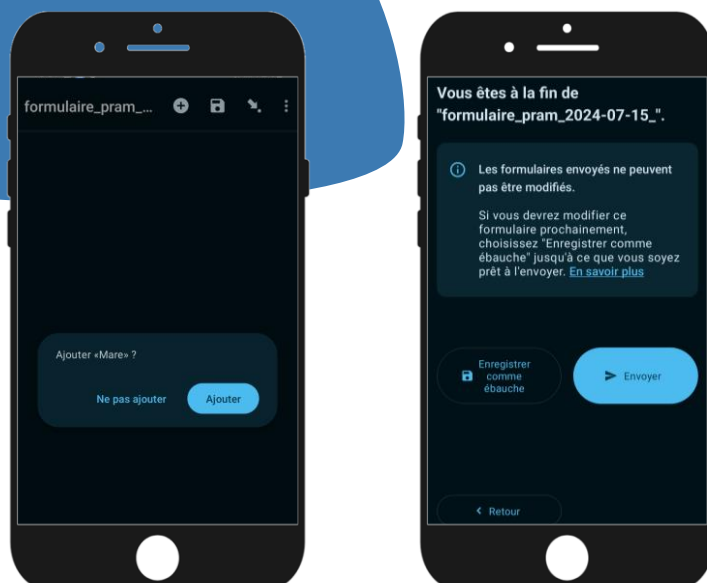 formulaire_pram_...
Ajouter «Mare» ?
Ne pas ajouter
Ajouter
Vous êtes à la fin de
"formulaire_pram_2024-07-15_".
Les formulaires envoyés ne peuvent
pas être modifiés.
Si vous devrez modifier ce
formulaire prochainement,
choisissez "Enregistrer comme
ébauche" jusqu'à ce que vous soyez
prêt à l'envoyer. En savoir plus
Enregistrer
comme
ébauche
Envoyer
Retour